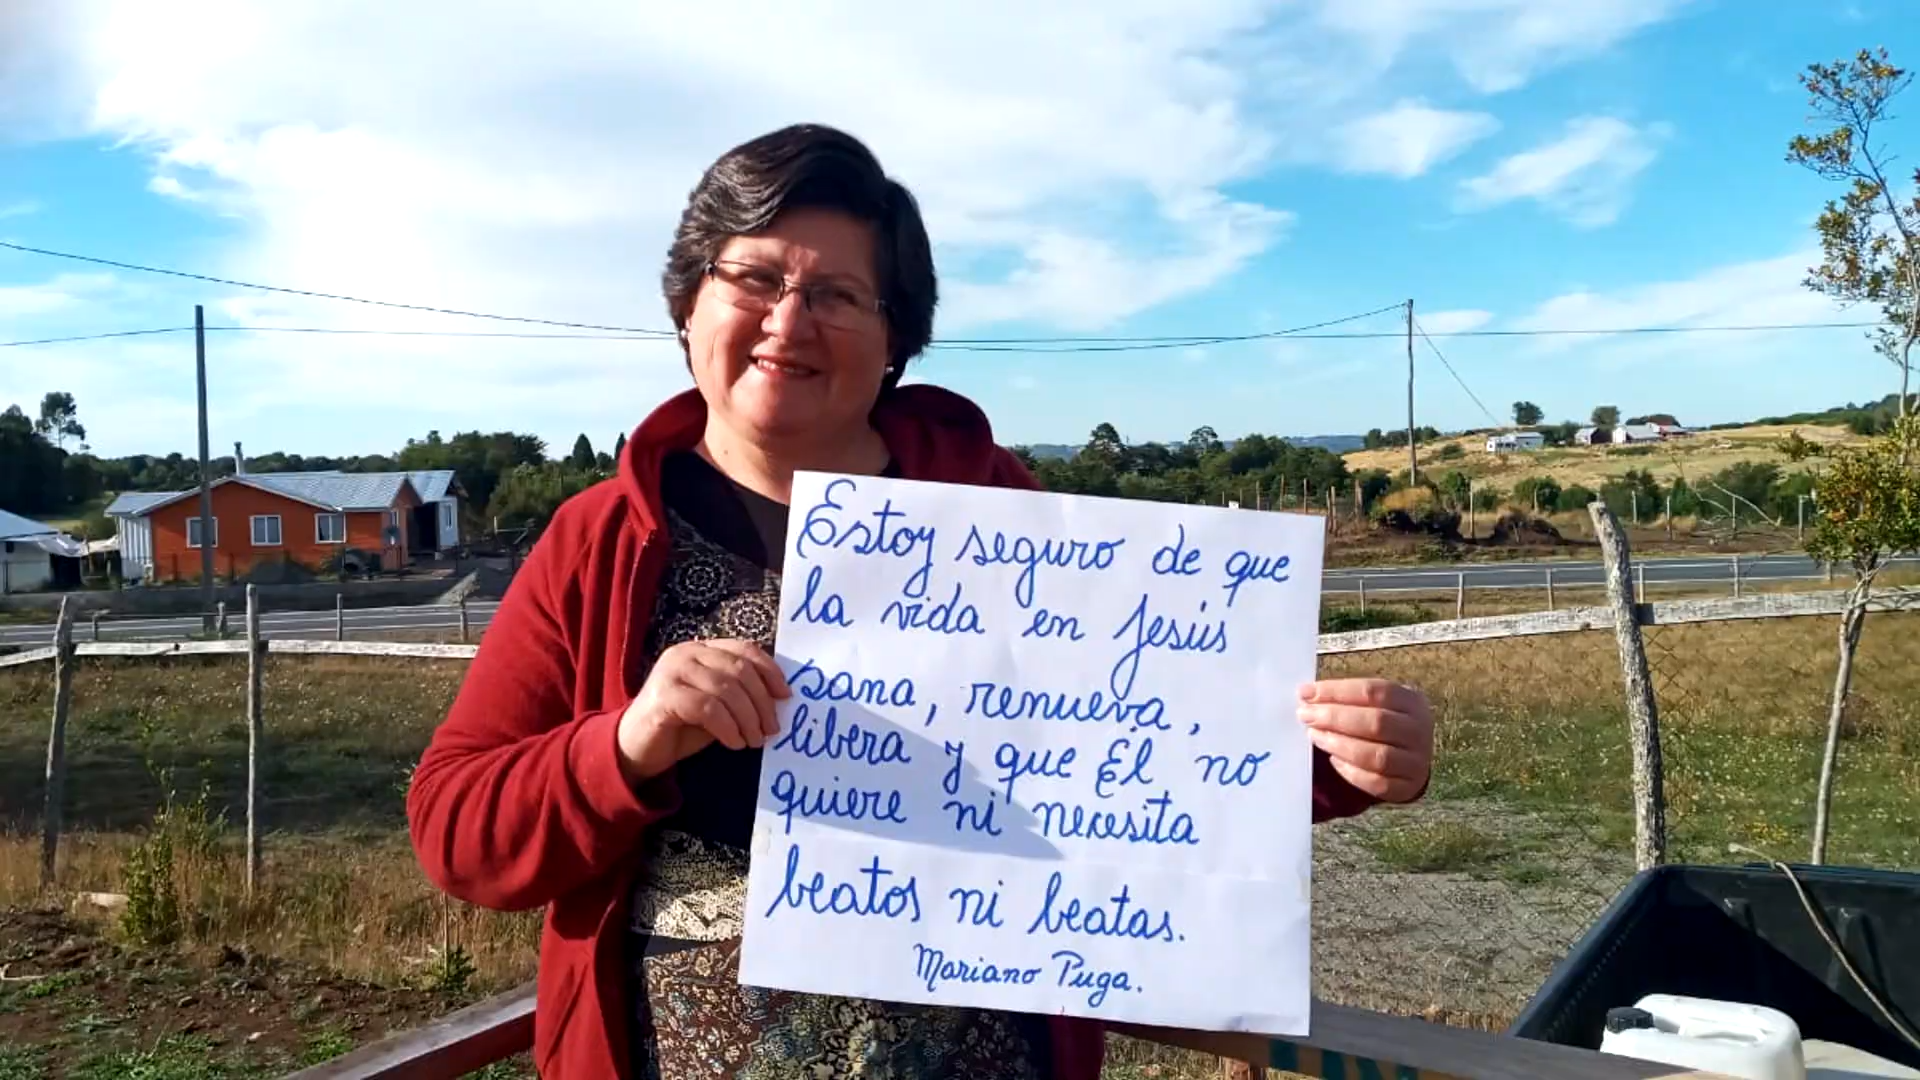 Estoy seguro de que
la vida en Jesús
sana, renueva,
libera y que Él no
quiere ni necesita
beatos ni beatas.
Mariano Puga.